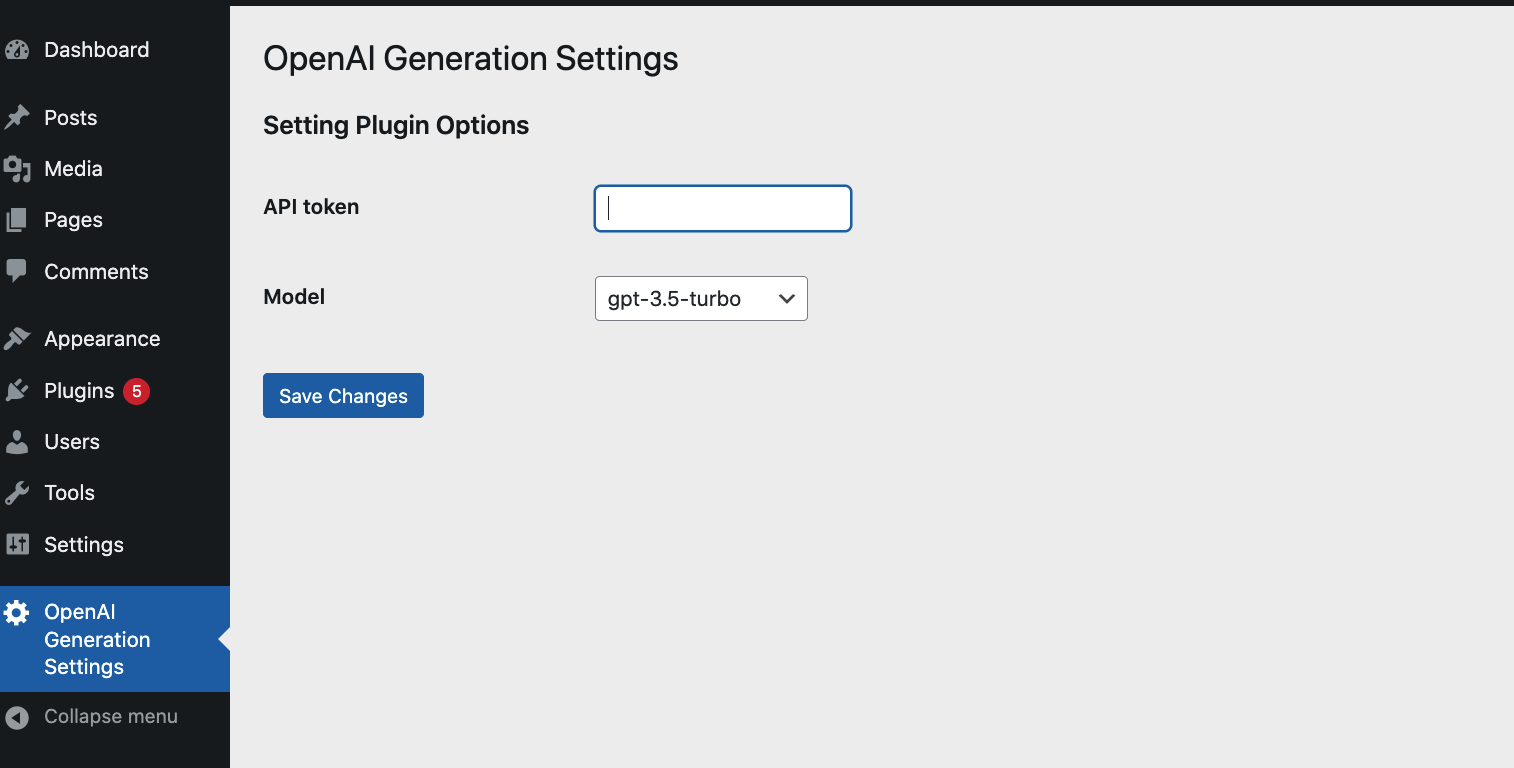 Dashboard
Posts
Media
Pages
Comments
Appearance
Plugins 5
Users
Tools
Settings
OpenAI
Generation
Settings
Collapse menu
OpenAI Generation Settings
Setting Plugin Options
API token
Model gpt-3.5-turbo
Save Changes